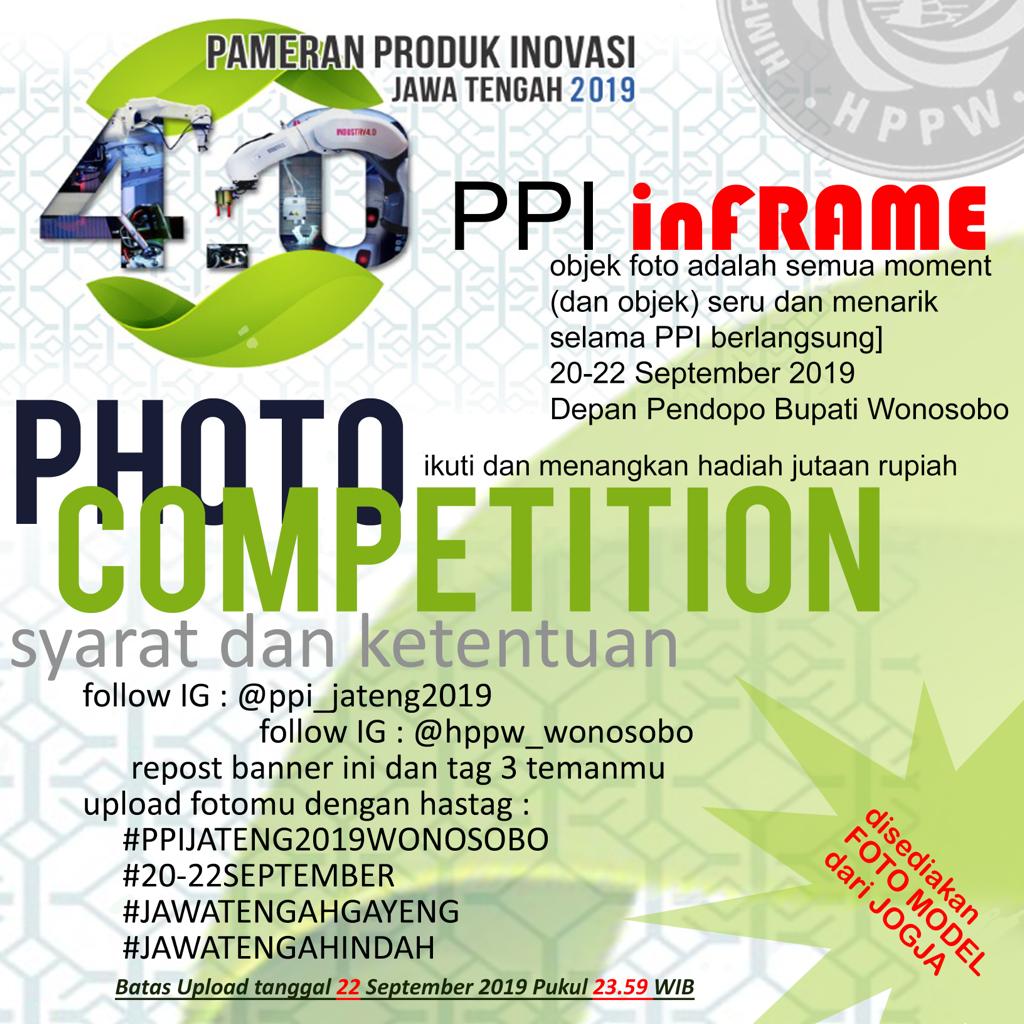 PAMERAN PRODUK INOVASI
JAWA TENGAH 2019
4.0
INDUSTRY4.0
HPPW
PPI inFRAME
objek foto adalah semua moment
(dan objek) seru dan menarik
selama PPI berlangsung]
20-22 September 2019
Depan Pendopo Bupati Wonosobo
PHOTO
ikuti dan menangkan hadiah jutaan rupiah
COMPETITION
syarat dan ketentuan
follow IG : @ppi_jateng2019
follow IG : @hppw_wonosobo
repost banner ini dan tag 3 temanmu
upload fotomu dengan hastag :
#PPIJATENG2019WONOSOBO
#20-22SEPTEMBER
#JAWATENGAHGAYENG
#JAWATENGAHINDAH
Batas Upload tanggal 22 September 2019 Pukul 23.59 WIB
disediakan
FOTO MODEL
dari JOGJA